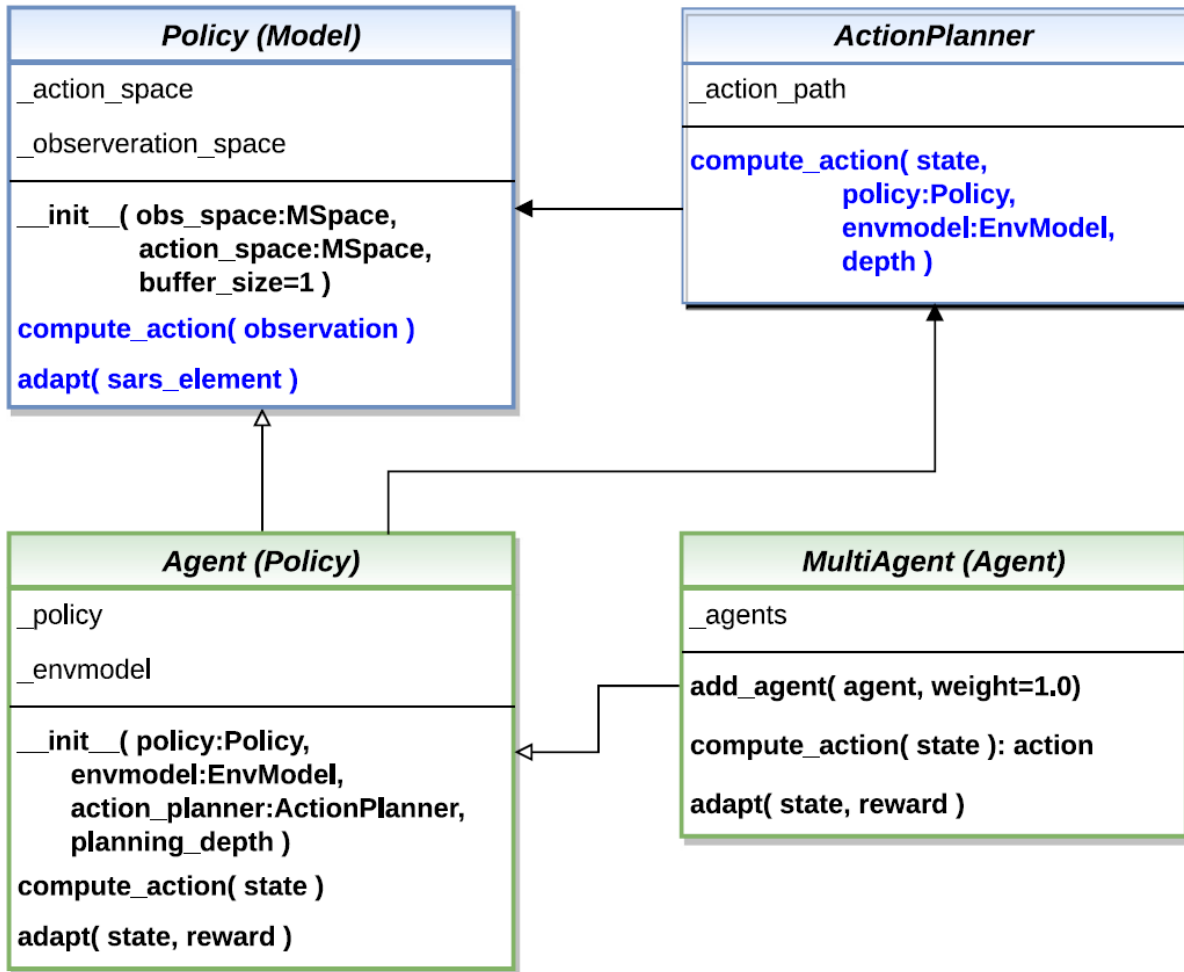 Policy (Model)
_action_space
_observeration_space
__init__( obs_space:MSpace,
action_space:MSpace,
buffer_size=1 )
compute_action( observation )
adapt( sars_element )
ActionPlanner
_action_path
compute_action( state,
policy:Policy,
envmodel:EnvModel,
depth )
Agent (Policy)
_policy
_envmodel
__init__( policy:Policy,
envmodel:EnvModel,
action_planner:ActionPlanner,
planning_depth )
compute_action( state )
adapt( state, reward )
MultiAgent (Agent)
_agents
add_agent( agent, weight=1.0)
compute_action( state ): action
adapt( state, reward )